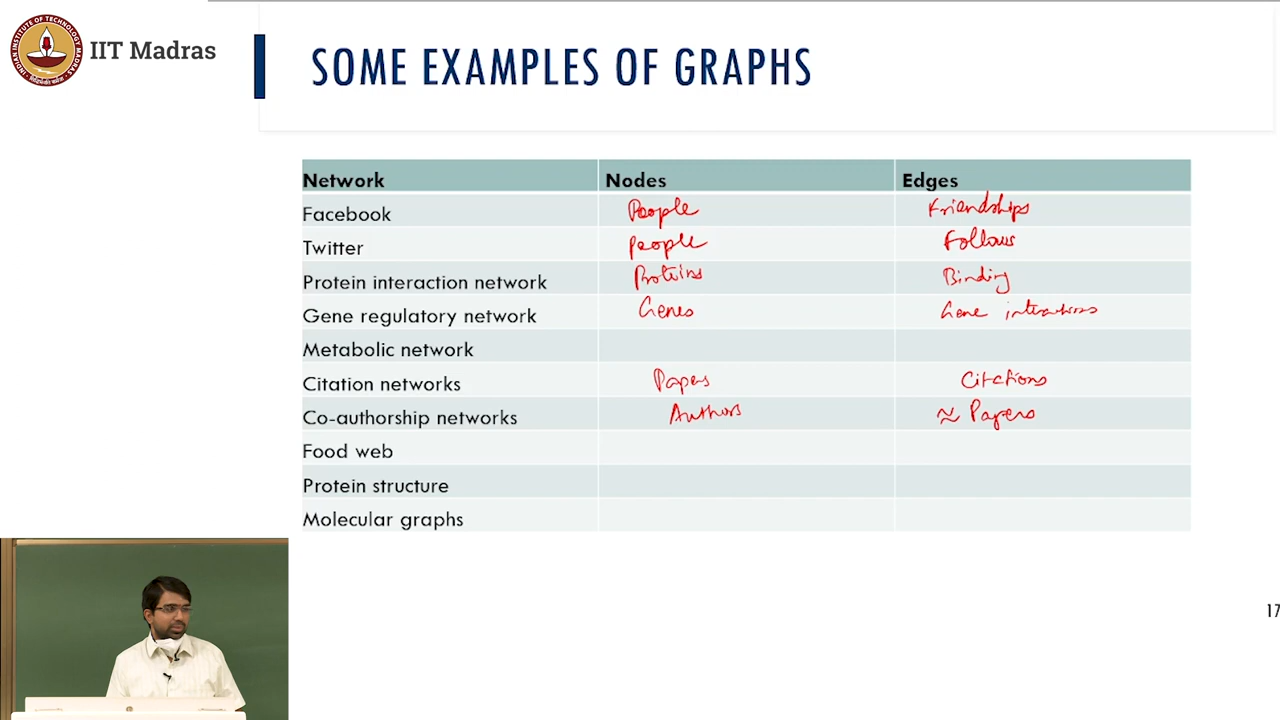 IIT Madras
SOME EXAMPLES OF GRAPHS
Network Nodes Edges
Facebook People Friendships
Twitter People Follows
Protein interaction network Proteins Binding
Gene regulatory network Genes Gene interactions
Metabolic network
Citation networks Papers Citations
Co-authorship networks Authors ≈ Papers
Food web
Protein structure
Molecular graphs
17